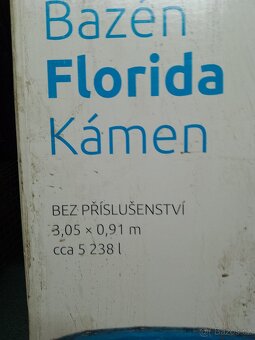 Bazén
Florida
Kámen
BEZ PŘÍSLUŠENSTVÍ
3,05 × 0,91 m
cca 5 238 l